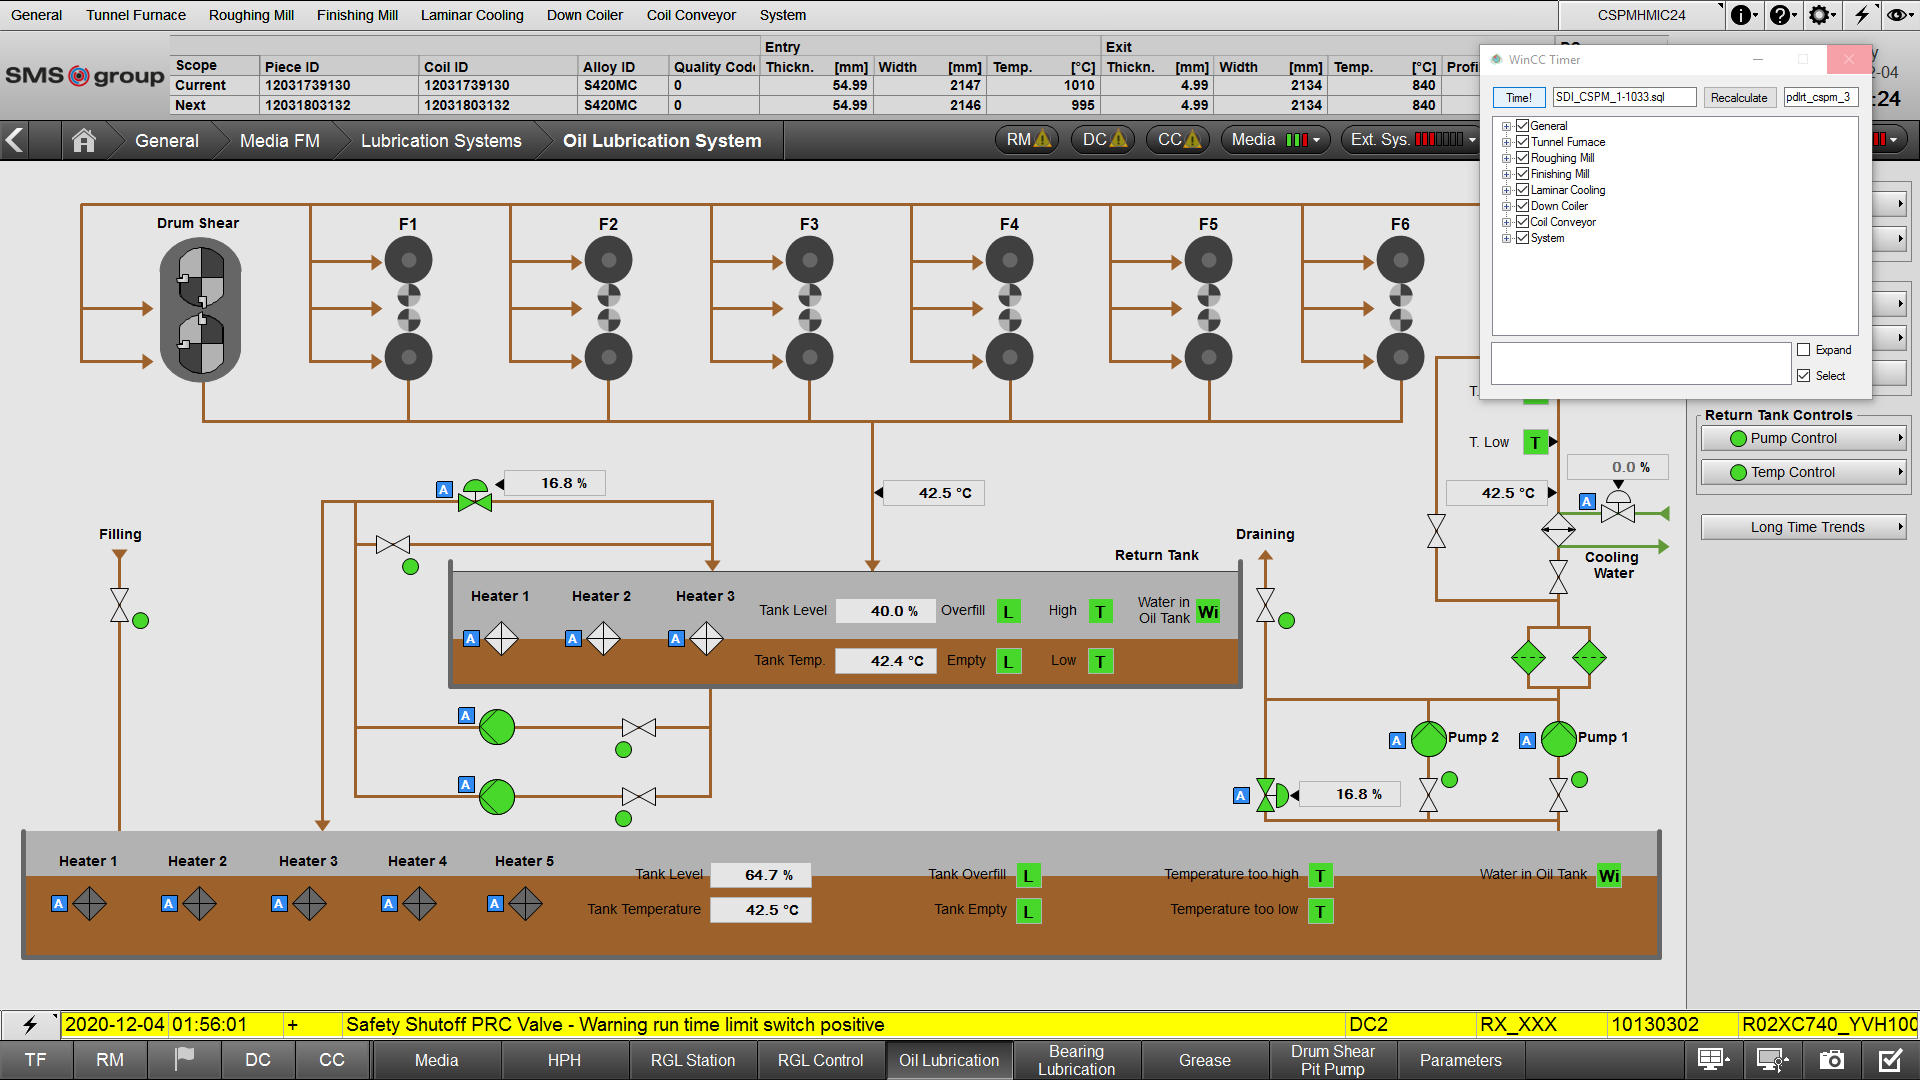 General Tunnel Furnace Roughing Mill Finishing Mill Laminar Cooling Down Coiler Coil Conveyor System CSPMHMIC24
SMS group
Entry Exit
Scope Piece ID Coil ID Alloy ID Quality Code Thickn. [mm] Width [mm] Temp. [°C] Thickn. [mm] Width [mm] Temp. [°C] Profi
Current 12031739130 12031739130 S420MC 0 54.99 2147 1010 4.99 2134 840
Next 12031803132 12031803132 S420MC 0 54.99 2146 995 4.99 2134 840
-04
:24
WinCC Timer
Time! SDI_CSPM_1-1033.sql Recalculate pdlrt_cspm_3
General
Tunnel Furnace
Roughing Mill
Finishing Mill
Laminar Cooling
Down Coiler
Coil Conveyor
System
Expand
Select
General Media FM Lubrication Systems Oil Lubrication System RM DC CC Media Ext. Sys.
Drum Shear F1 F2 F3 F4 F5 F6
T.
T. Low T
Return Tank Controls
Pump Control
Temp Control
Long Time Trends
0.0 %
A 16.8 %
42.5 °C
42.5 °C
A
Filling
Draining
Return Tank
Cooling
Water
Heater 1 Heater 2 Heater 3
Tank Level 40.0 % Overfill L High T Water in
Oil Tank Wi
A A A
Tank Temp. 42.4 °C Empty L Low T
A
A Pump 2 A Pump 1
A
A 16.8 %
Heater 1 Heater 2 Heater 3 Heater 4 Heater 5
Tank Level 64.7 % Tank Overfill L Temperature too high T Water in Oil Tank Wi
A A A A A
Tank Temperature 42.5 °C Tank Empty L Temperature too low T
2020-12-04 01:56:01 + Safety Shutoff PRC Valve - Warning run time limit switch positive DC2 RX_XXX 10130302 R02XC740_YVH100
TF RM DC CC Media HPH RGL Station RGL Control Oil Lubrication Bearing
Lubrication Grease Drum Shear
Pit Pump Parameters